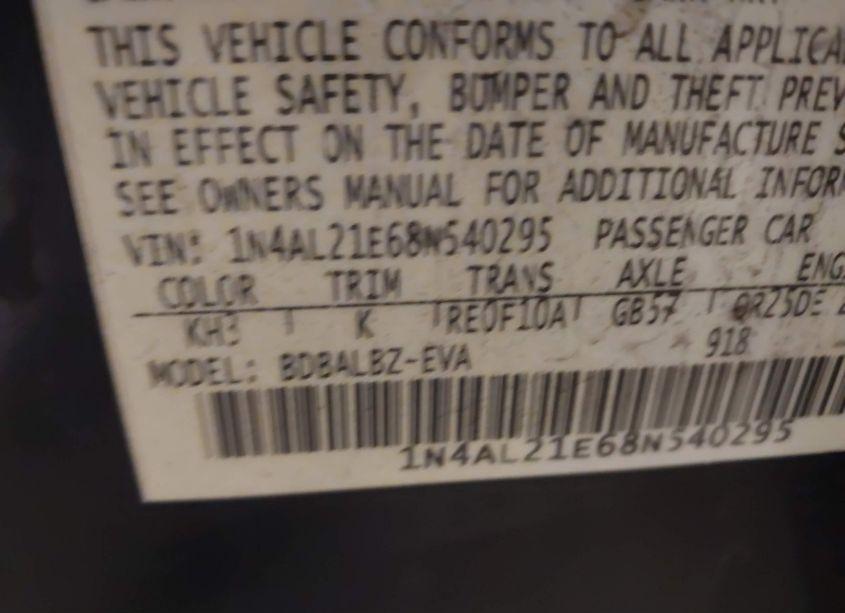 THIS VEHICLE CONFORMS TO ALL APPLICA
VEHICLE SAFETY, BUMPER AND THEFT PREV
IN EFFECT ON THE DATE OF MANUFACTURE S
SEE OWNERS MANUAL FOR ADDITIONAL INFOR
VIN: 1N4AL21E68N540295 PASSENGER CAR
COLOR TRIM TRANS AXLE ENG
KH3 K RE0F10A GB57 QR25DE
MODEL: BDBALBZ-EVA 918
1N4AL21E68N540295